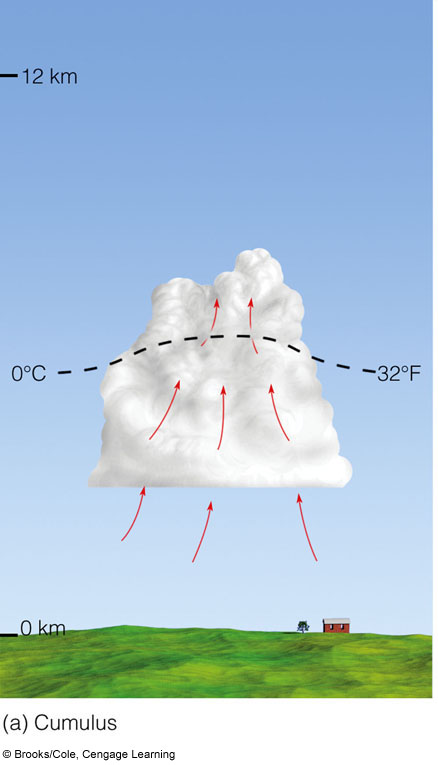 12 km
0°C
32°F
0 km
(a) Cumulus
© Brooks/Cole, Cengage Learning